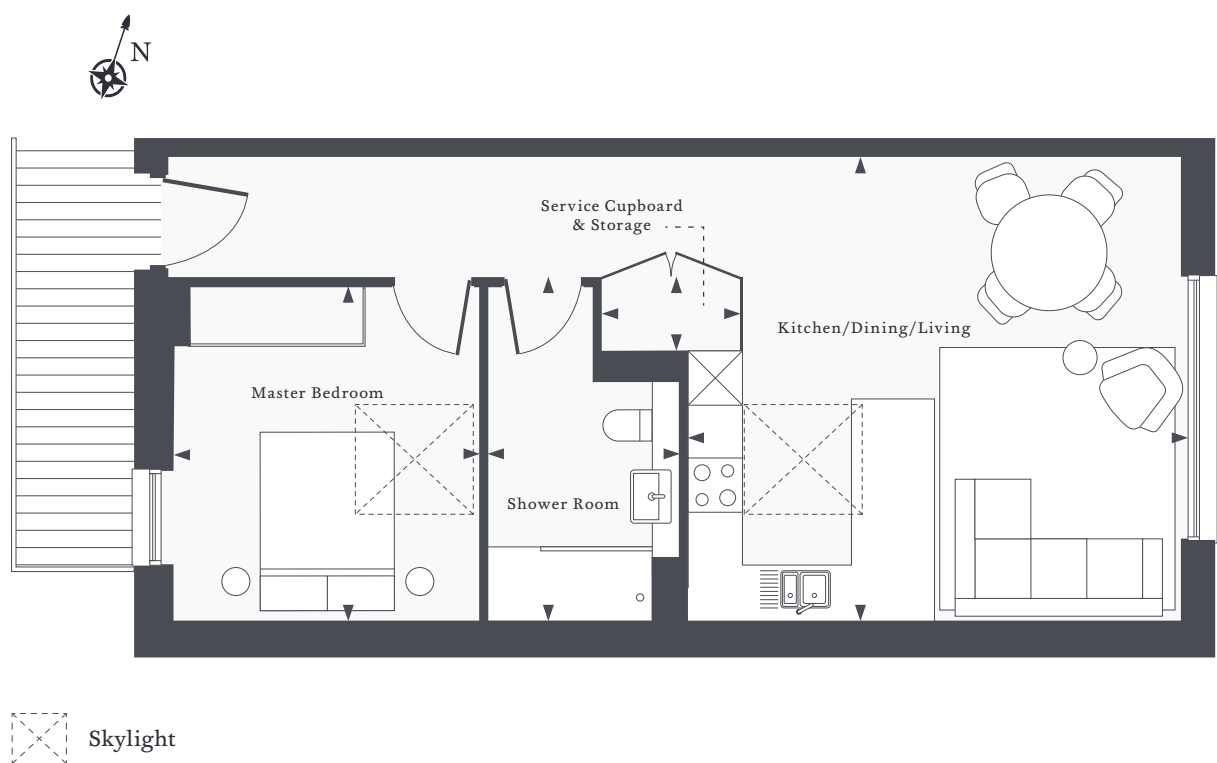 N
Service Cupboard
& Storage
Kitchen/Dining/Living
Master Bedroom
Shower Room
Skylight